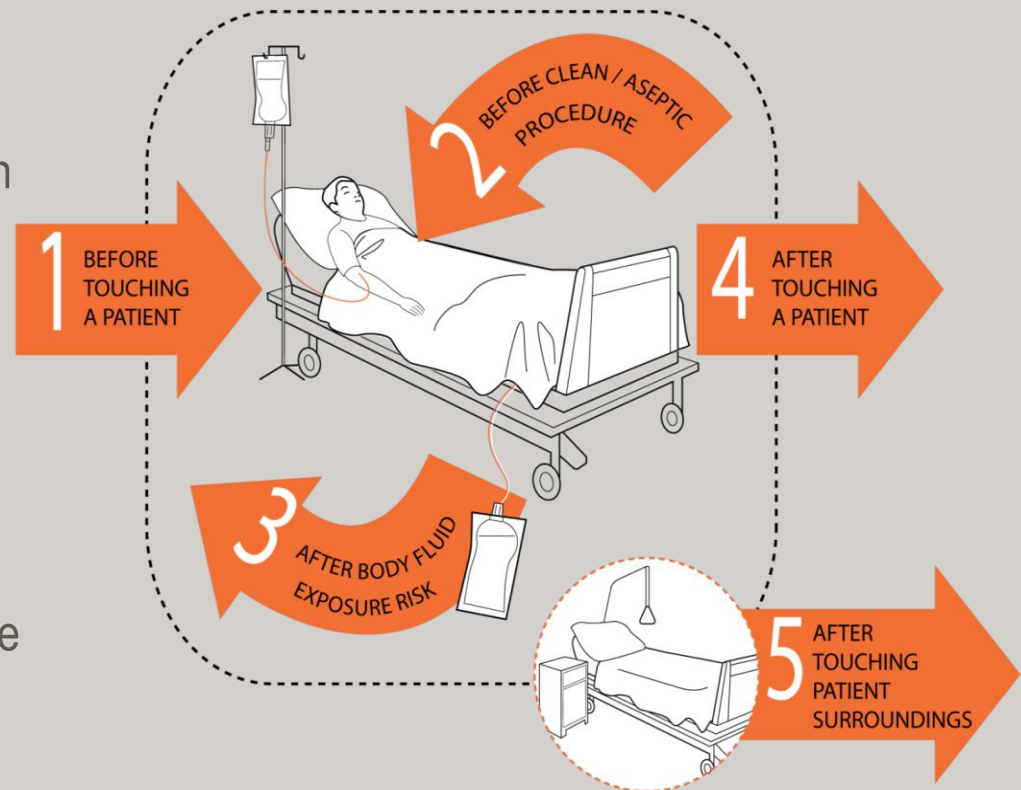 1
BEFORE
TOUCHING
A PATIENT
2
BEFORE CLEAN / ASEPTIC
PROCEDURE
3
AFTER BODY FLUID
EXPOSURE RISK
4
AFTER
TOUCHING
A PATIENT
5
AFTER
TOUCHING
PATIENT
SURROUNDINGS